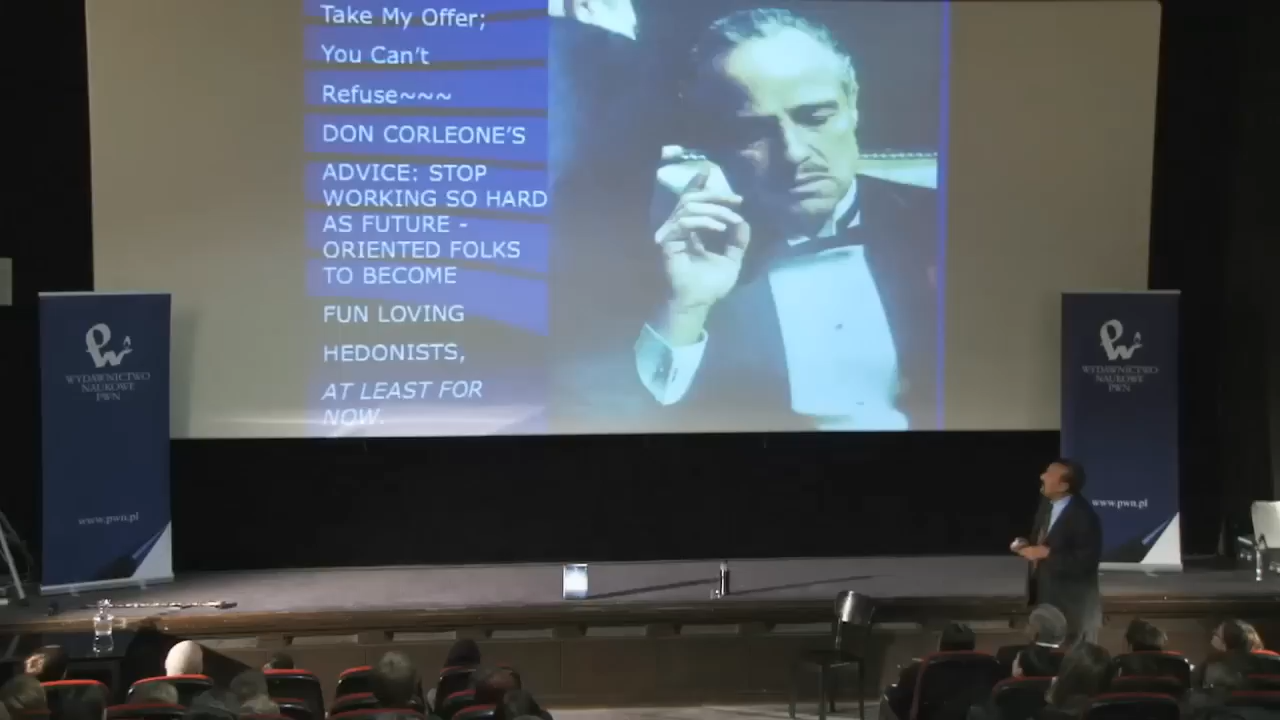 Take My Offer;
You Can't
Refuse~~~
DON CORLEONE'S
ADVICE: STOP
WORKING SO HARD
AS FUTURE -
ORIENTED FOLKS
TO BECOME
FUN LOVING
HEDONISTS,
AT LEAST FOR
NOW.
PW
WYDAWNICTWO
NAUKOWE
PWN
www.pwn.pl
PW
WYDAWNICTWO
NAUKOWE
PWN
www.pwn.pl